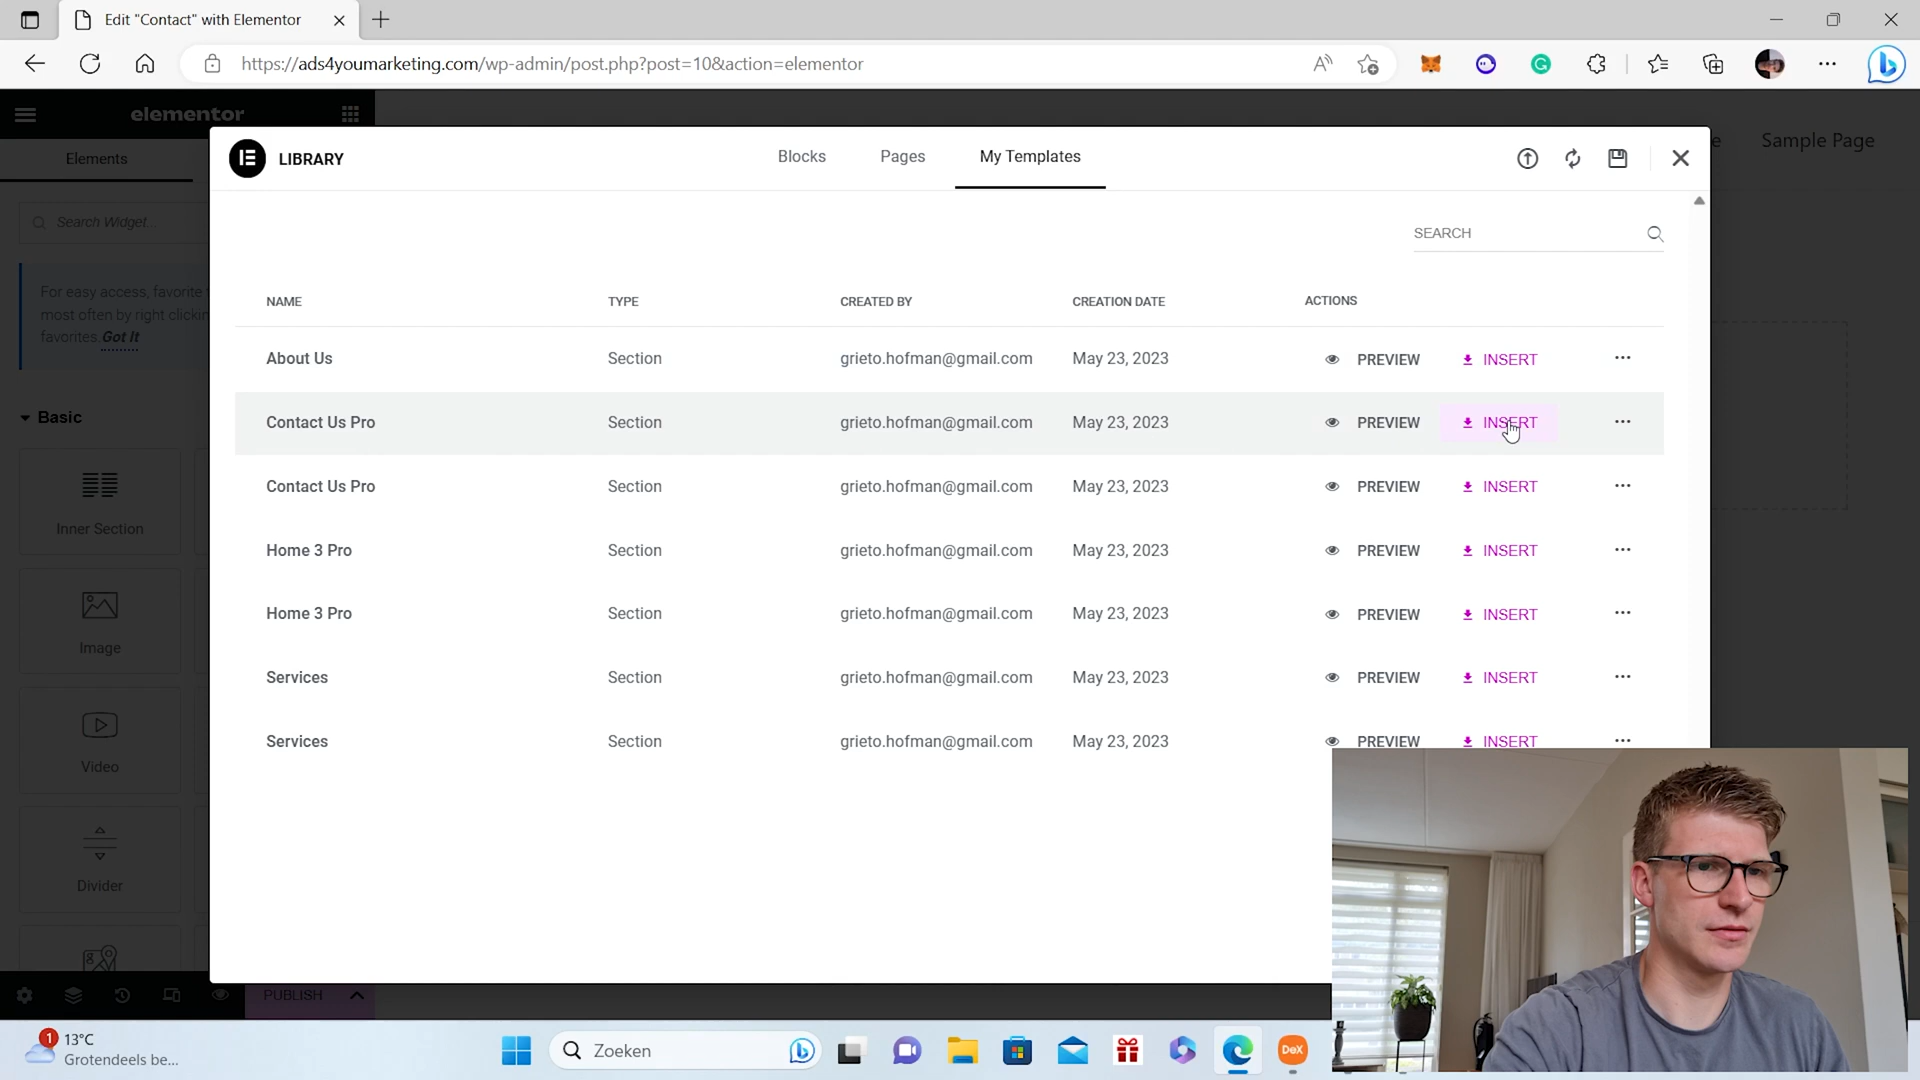 Edit "Contact" with Elementor
https://ads4youmarketing.com/wp-admin/post.php?post=10&action=elementor
elementor
Elements
Search Widget...
For easy access, favorite
most often by right clickin
favorites. Got It
Basic
Inner Section
Image
Video
Divider
PUBLISH
Sample Page
LIBRARY
Blocks
Pages
My Templates
SEARCH
NAME TYPE CREATED BY CREATION DATE ACTIONS
About Us Section grieto.hofman@gmail.com May 23, 2023 PREVIEW INSERT
Contact Us Pro Section grieto.hofman@gmail.com May 23, 2023 PREVIEW INSERT
Contact Us Pro Section grieto.hofman@gmail.com May 23, 2023 PREVIEW INSERT
Home 3 Pro Section grieto.hofman@gmail.com May 23, 2023 PREVIEW INSERT
Home 3 Pro Section grieto.hofman@gmail.com May 23, 2023 PREVIEW INSERT
Services Section grieto.hofman@gmail.com May 23, 2023 PREVIEW INSERT
Services Section grieto.hofman@gmail.com May 23, 2023 PREVIEW INSERT
1
13°C
Grotendeels be...
Zoeken
DeX